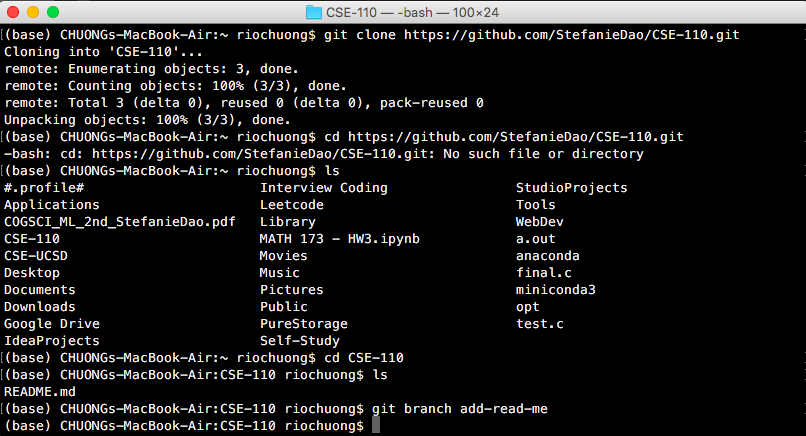 CSE-110 — -bash — 100×24
(base) CHUONGs-MacBook-Air:~ riochuong$ git clone https://github.com/StefanieDao/CSE-110.git
Cloning into 'CSE-110'...
remote: Enumerating objects: 3, done.
remote: Counting objects: 100% (3/3), done.
remote: Total 3 (delta 0), reused 0 (delta 0), pack-reused 0
Unpacking objects: 100% (3/3), done.
(base) CHUONGs-MacBook-Air:~ riochuong$ cd https://github.com/StefanieDao/CSE-110.git
-bash: cd: https://github.com/StefanieDao/CSE-110.git: No such file or directory
(base) CHUONGs-MacBook-Air:~ riochuong$ ls
#.profile# Interview Coding StudioProjects
Applications Leetcode Tools
COGSCI_ML_2nd_StefanieDao.pdf Library WebDev
CSE-110 MATH 173 - HW3.ipynb a.out
CSE-UCSD Movies anaconda
Desktop Music final.c
Documents Pictures miniconda3
Downloads Public opt
Google Drive PureStorage test.c
IdeaProjects Self-Study
(base) CHUONGs-MacBook-Air:~ riochuong$ cd CSE-110
(base) CHUONGs-MacBook-Air:CSE-110 riochuong$ ls
README.md
(base) CHUONGs-MacBook-Air:CSE-110 riochuong$ git branch add-read-me
(base) CHUONGs-MacBook-Air:CSE-110 riochuong$